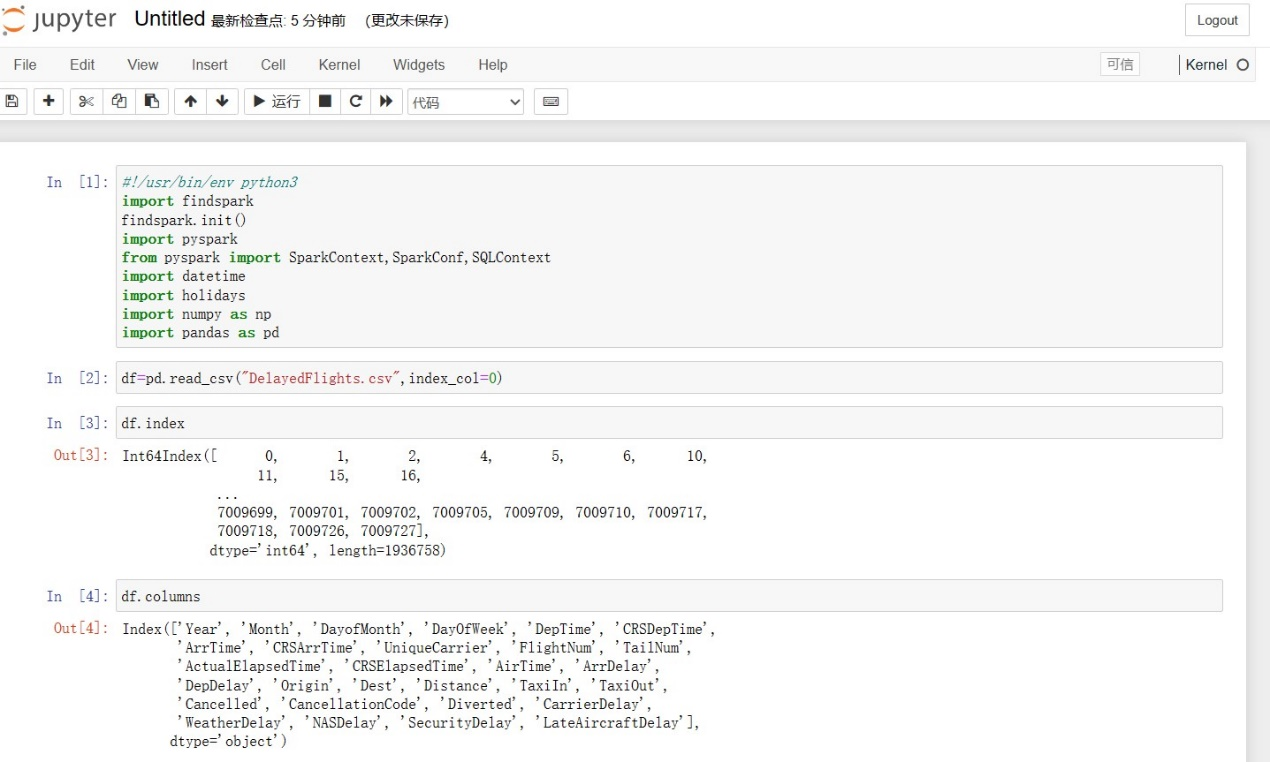 jupyter Untitled 最新检查点: 5 分钟前 (更改未保存) Logout
File Edit View Insert Cell Kernel Widgets Help 可信 Kernel
运行 代码
In [1]: #!/usr/bin/env python3
import findspark
findspark.init()
import pyspark
from pyspark import SparkContext,SparkConf,SQLContext
import datetime
import holidays
import numpy as np
import pandas as pd
In [2]: df=pd.read_csv("DelayedFlights.csv",index_col=0)
In [3]: df.index
Out[3]: Int64Index([ 0, 1, 2, 4, 5, 6, 10,
11, 15, 16,
...
7009699, 7009701, 7009702, 7009705, 7009709, 7009710, 7009717,
7009718, 7009726, 7009727],
dtype='int64', length=1936758)
In [4]: df.columns
Out[4]: Index(['Year', 'Month', 'DayofMonth', 'DayOfWeek', 'DepTime', 'CRSDepTime',
'ArrTime', 'CRSArrTime', 'UniqueCarrier', 'FlightNum', 'TailNum',
'ActualElapsedTime', 'CRSElapsedTime', 'AirTime', 'ArrDelay',
'DepDelay', 'Origin', 'Dest', 'Distance', 'TaxiIn', 'TaxiOut',
'Cancelled', 'CancellationCode', 'Diverted', 'CarrierDelay',
'WeatherDelay', 'NASDelay', 'SecurityDelay', 'LateAircraftDelay'],
dtype='object')